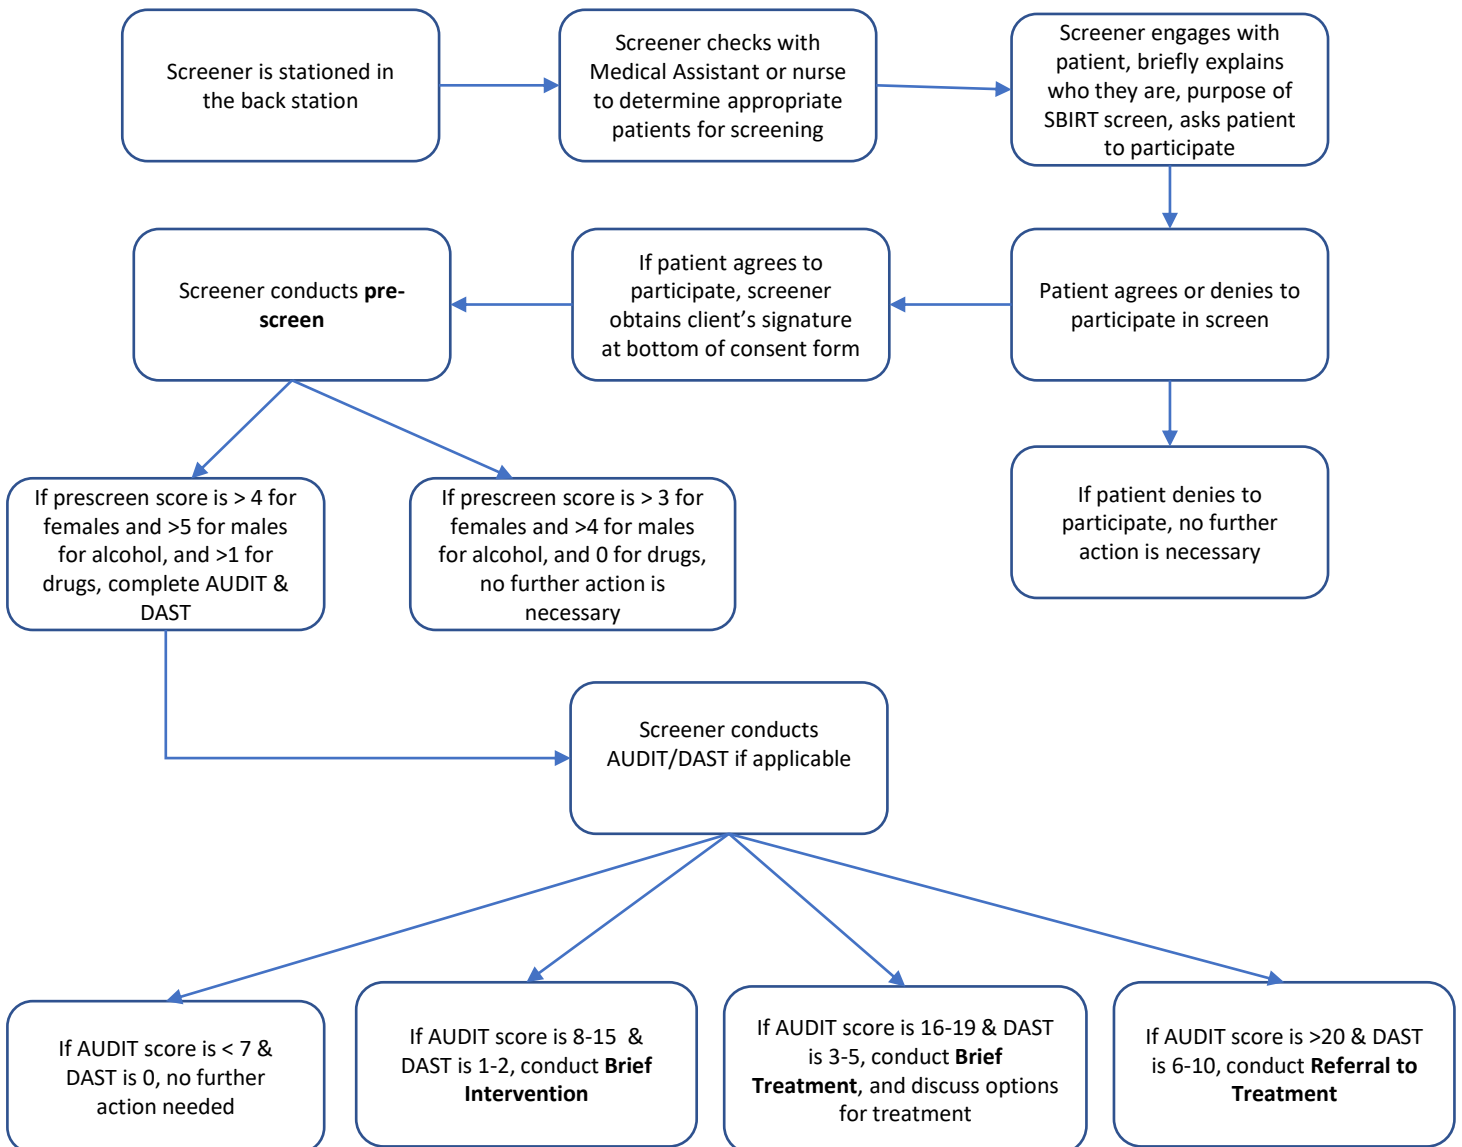 Screener is stationed in
the back station
Screener checks with
Medical Assistant or nurse
to determine appropriate
patients for screening
Screener engages with
patient, briefly explains
who they are, purpose of
SBIRT screen, asks patient
to participate
Screener conducts pre-
screen
If patient agrees to
participate, screener
obtains client’s signature
at bottom of consent form
Patient agrees or denies to
participate in screen
If prescreen score is > 4 for
females and >5 for males
for alcohol, and >1 for
drugs, complete AUDIT &
DAST
If prescreen score is > 3 for
females and >4 for males
for alcohol, and 0 for drugs,
no further action is
necessary
If patient denies to
participate, no further
action is necessary
Screener conducts
AUDIT/DAST if applicable
If AUDIT score is < 7 &
DAST is 0, no further
action needed
If AUDIT score is 8-15 &
DAST is 1-2, conduct Brief
Intervention
If AUDIT score is 16-19 & DAST
is 3-5, conduct Brief
Treatment, and discuss options
for treatment
If AUDIT score is >20 & DAST
is 6-10, conduct Referral to
Treatment